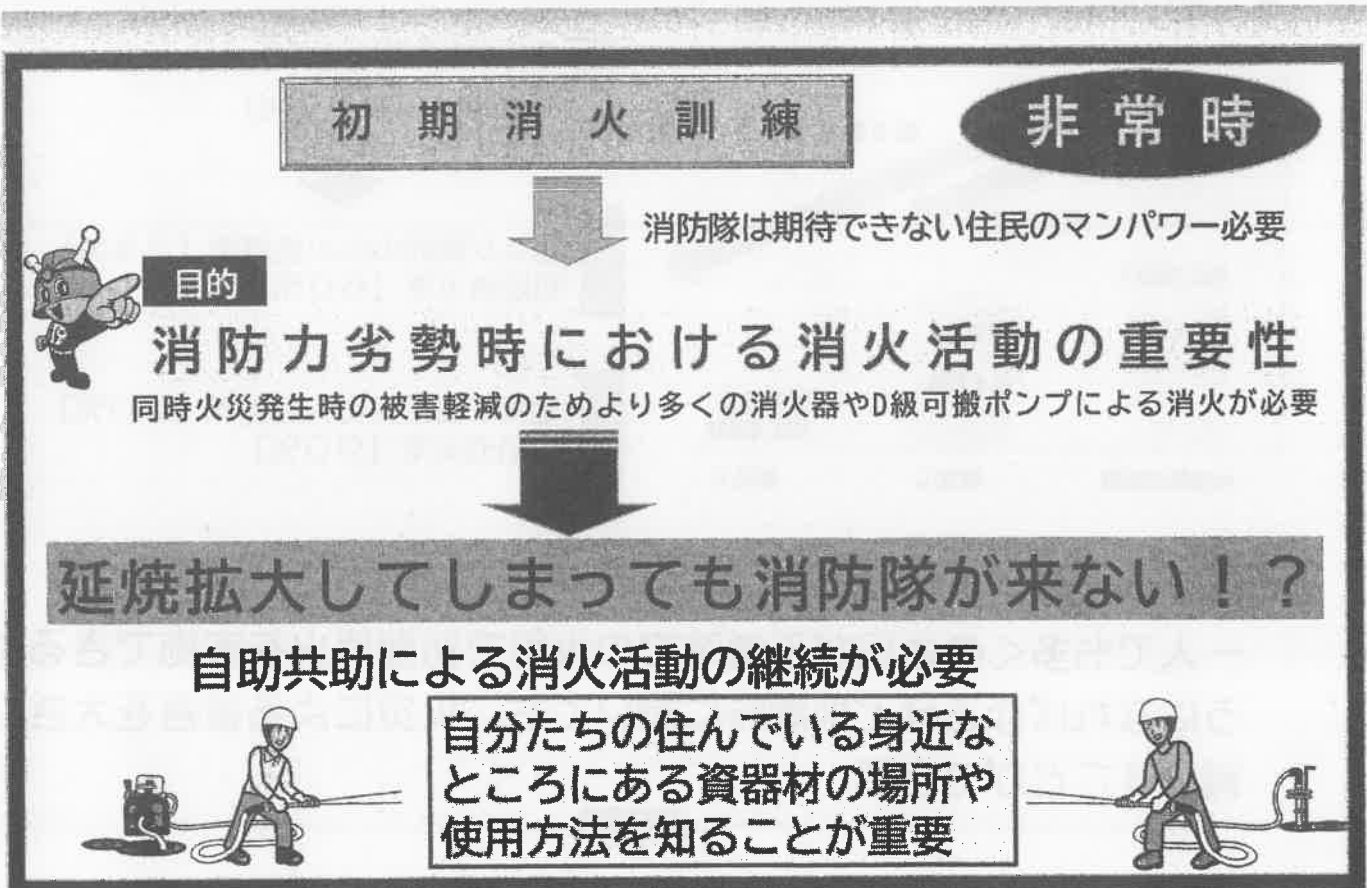 初期消火訓練
非常時
消防隊は期待できない住民のマンパワー必要
目的
消防力劣勢時における消火活動の重要性
同時火災発生時の被害軽減のためより多くの消火器やD級可搬ポンプによる消火が必要
延焼拡大してしまっても消防隊が来ない！？
自助共助による消火活動の継続が必要
自分たちの住んでいる身近な
ところにある資器材の場所や
使用方法を知ることが重要